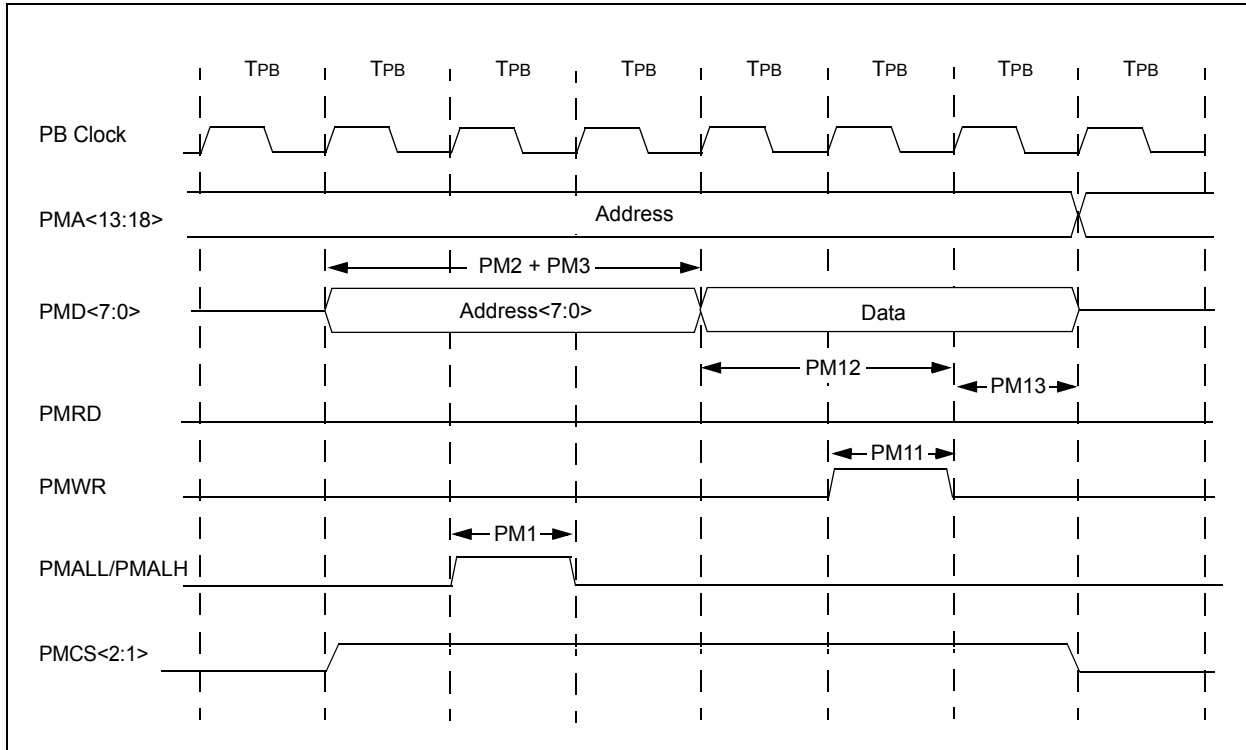 TPB TPB TPB TPB TPB TPB TPB TPB
PB Clock
PMA<13:18>
Address
PM2 + PM3
PMD<7:0>
Address<7:0>
Data
PM12
PM13
PMRD
PM11
PMWR
PM1
PMALL/PMALH
PMCS<2:1>